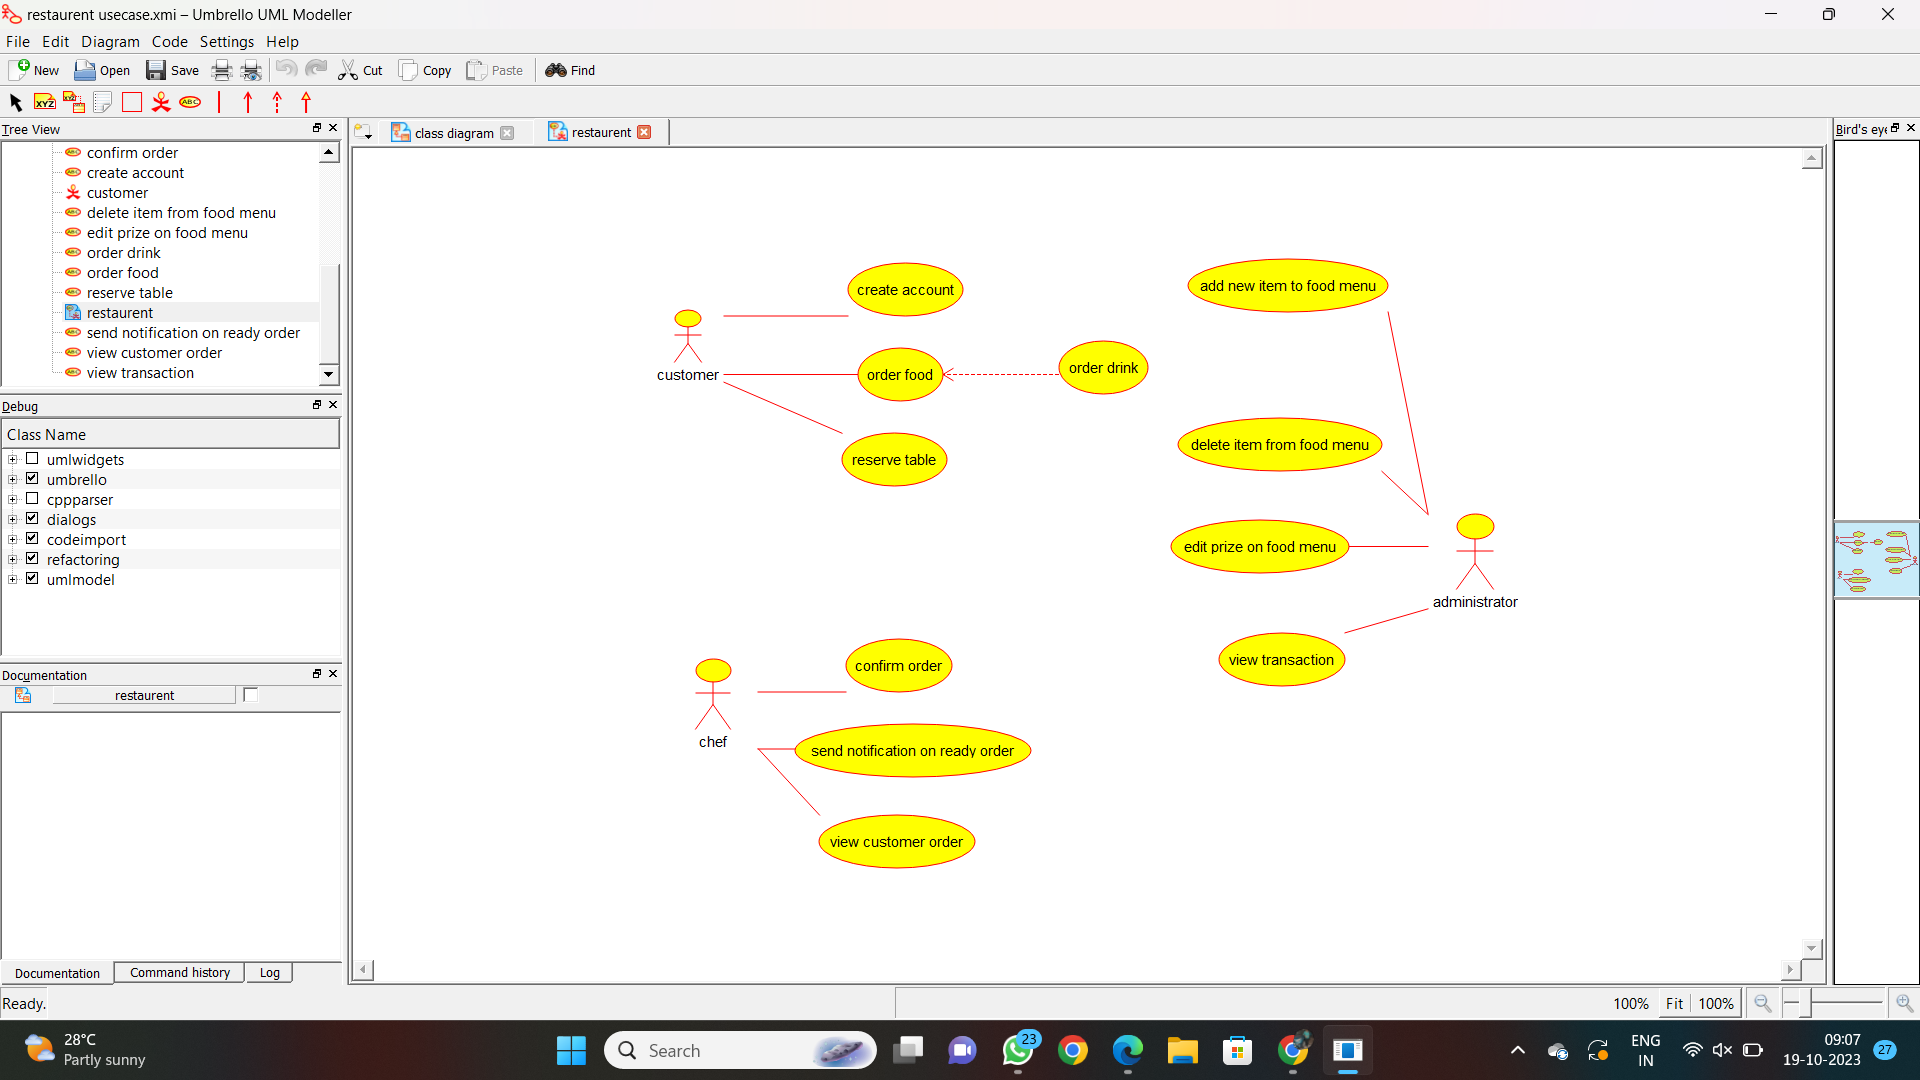 restaurent usecase.xmi – Umbrello UML Modeller
File Edit Diagram Code Settings Help
New Open Save Cut Copy Paste Find
XYZ XYZ ABC
Tree View
confirm order
create account
customer
delete item from food menu
edit prize on food menu
order drink
order food
reserve table
restaurent
send notification on ready order
view customer order
view transaction
Debug
Class Name
umlwidgets
umbrello
cppparser
dialogs
codeimport
refactoring
umlmodel
Documentation
restaurent
Documentation Command history Log
Ready.
class diagram restaurent
create account
customer
order food
order drink
reserve table
add new item to food menu
delete item from food menu
edit prize on food menu
administrator
view transaction
confirm order
chef
send notification on ready order
view customer order
Bird's eye
100% Fit 100%
28°C
Partly sunny
Search
23
ENG
IN
09:07
19-10-2023
27